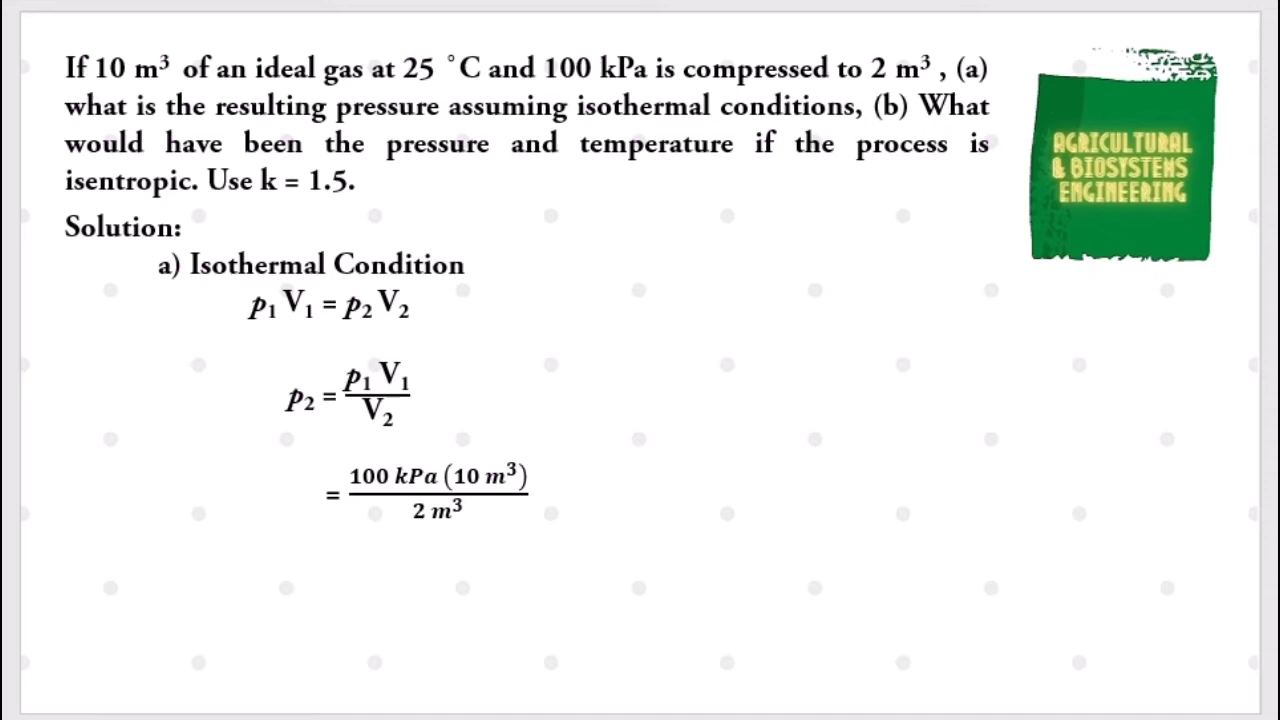 If 10 m³ of an ideal gas at 25 ˚C and 100 kPa is compressed to 2 m³ , (a)
what is the resulting pressure assuming isothermal conditions, (b) What
would have been the pressure and temperature if the process is
isentropic. Use k = 1.5.
Solution:
a) Isothermal Condition
p₁ V₁ = p₂ V₂
p₂ = p₁ V₁ / V₂
= 100 kPa (10 m³) / 2 m³
AGRICULTURAL
& BIOSYSTEMS
ENGINEERING